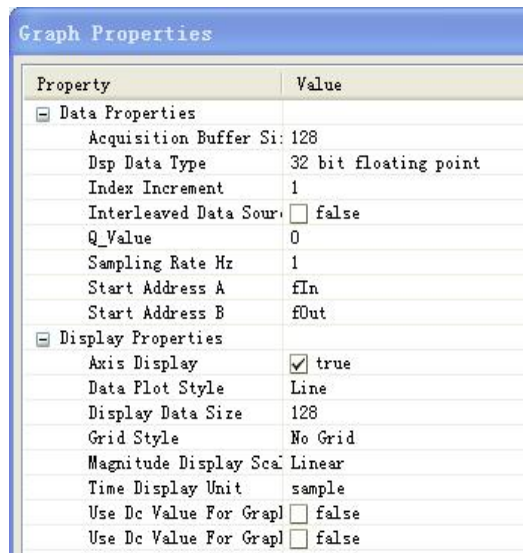 Graph Properties
Property Value
Data Properties
Acquisition Buffer Si: 128
Dsp Data Type 32 bit floating point
Index Increment 1
Interleaved Data Sour false
Q_Value 0
Sampling Rate Hz 1
Start Address A fIn
Start Address B fOut
Display Properties
Axis Display true
Data Plot Style Line
Display Data Size 128
Grid Style No Grid
Magnitude Display Scal Linear
Time Display Unit sample
Use Dc Value For Grapl false
Use Dc Value For Grapl false